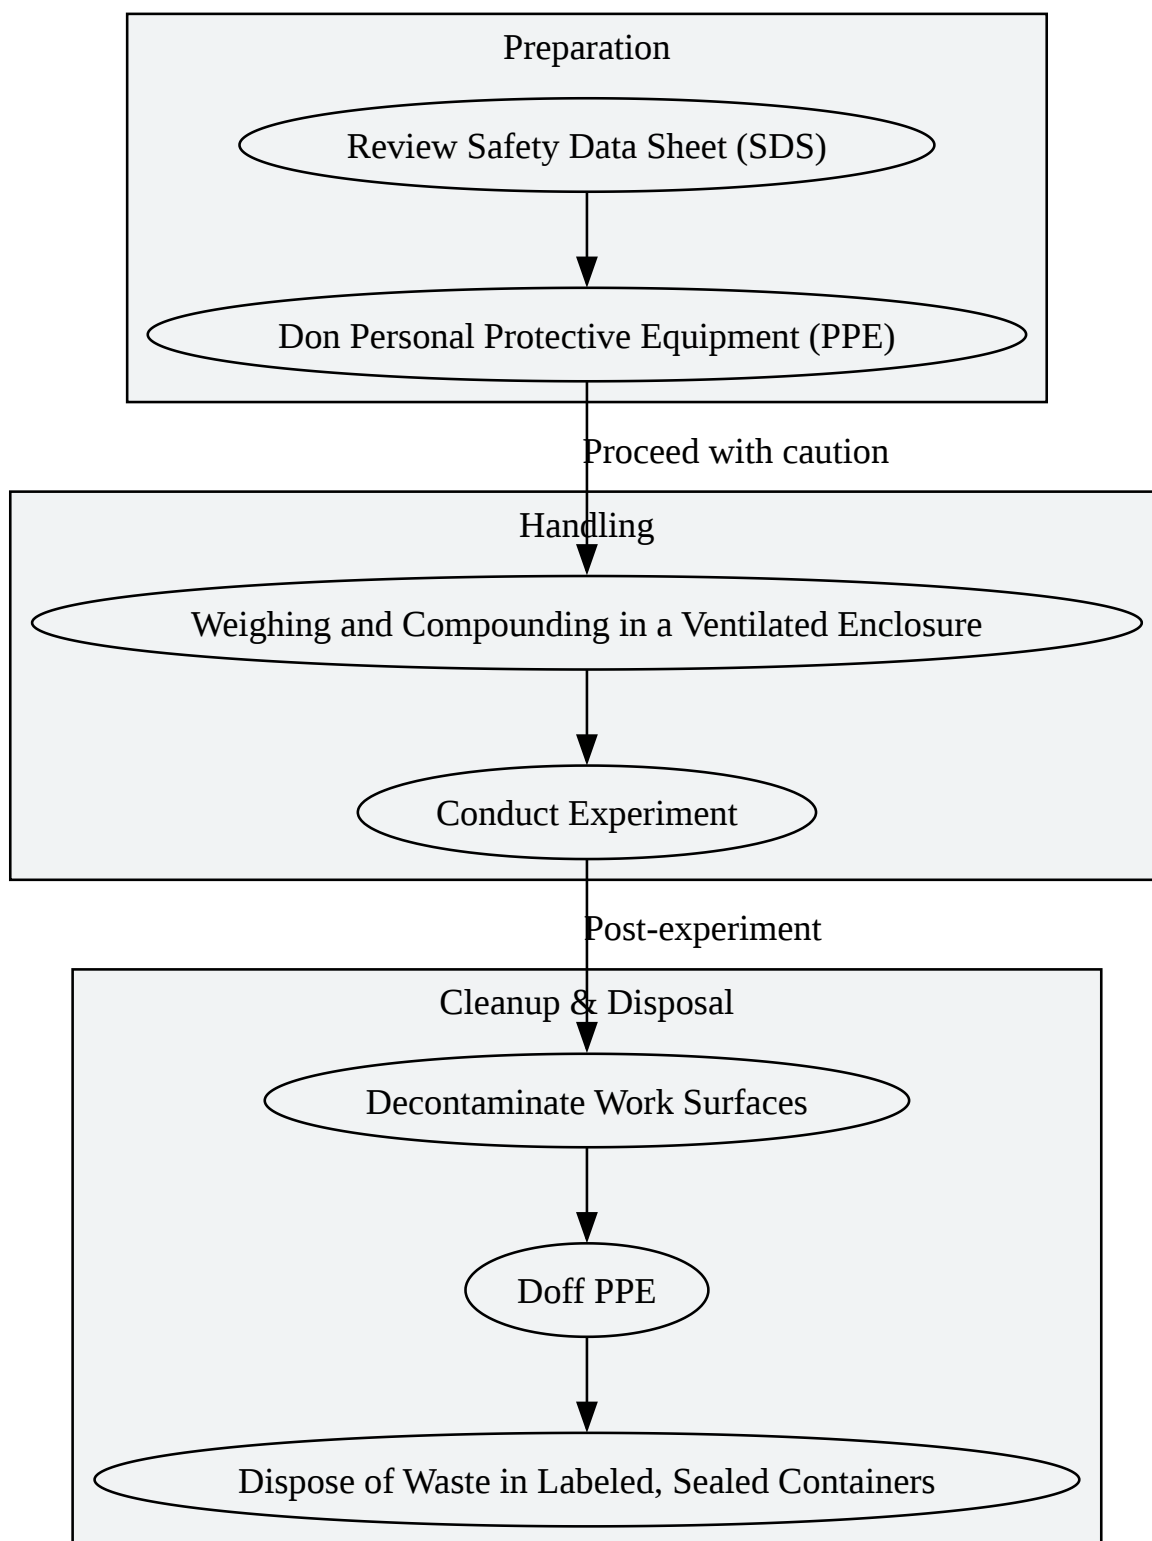 Preparation
Review Safety Data Sheet (SDS)
Don Personal Protective Equipment (PPE)
Proceed with caution
Handling
Weighing and Compounding in a Ventilated Enclosure
Conduct Experiment
Post-experiment
Cleanup & Disposal
Decontaminate Work Surfaces
Doff PPE
Dispose of Waste in Labeled, Sealed Containers